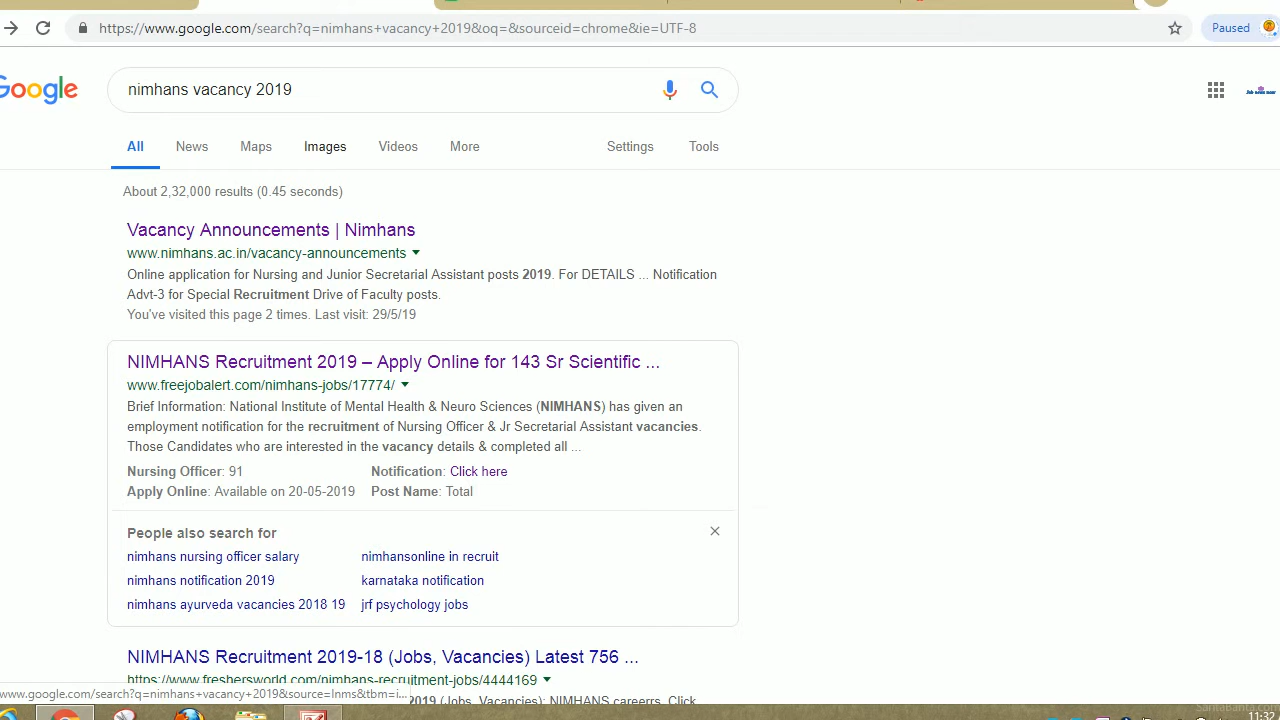 https://www.google.com/search?q=nimhans+vacancy+2019&oq=&sourceid=chrome&ie=UTF-8
Paused
Google
nimhans vacancy 2019
All News Maps Images Videos More Settings Tools
About 2,32,000 results (0.45 seconds)
Vacancy Announcements | Nimhans
www.nimhans.ac.in/vacancy-announcements
Online application for Nursing and Junior Secretarial Assistant posts 2019. For DETAILS ... Notification
Advt-3 for Special Recruitment Drive of Faculty posts.
You've visited this page 2 times. Last visit: 29/5/19
NIMHANS Recruitment 2019 – Apply Online for 143 Sr Scientific ...
www.freejobalert.com/nimhans-jobs/17774/
Brief Information: National Institute of Mental Health & Neuro Sciences (NIMHANS) has given an
employment notification for the recruitment of Nursing Officer & Jr Secretarial Assistant vacancies.
Those Candidates who are interested in the vacancy details & completed all ...
Nursing Officer: 91 Notification: Click here
Apply Online: Available on 20-05-2019 Post Name: Total
People also search for
nimhans nursing officer salary nimhansonline in recruit
nimhans notification 2019 karnataka notification
nimhans ayurveda vacancies 2018 19 jrf psychology jobs
NIMHANS Recruitment 2019-18 (Jobs, Vacancies) Latest 756 ...
https://www.freshersworld.com/nimhans-recruitment-jobs/4444169
www.google.com/search?q=nimhans+vacancy+2019&source=lnms&tbm=i...
2019 (Jobs, Vacancies): NIMHANS careerrs. Click
SantaBanta.com
11:32